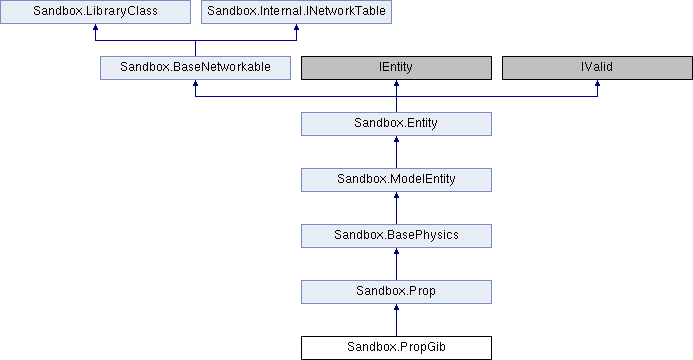 Sandbox.LibraryClass
Sandbox.Internal.INetworkTable
Sandbox.BaseNetworkable
IEntity
IValid
Sandbox.Entity
Sandbox.ModelEntity
Sandbox.BasePhysics
Sandbox.Prop
Sandbox.PropGib